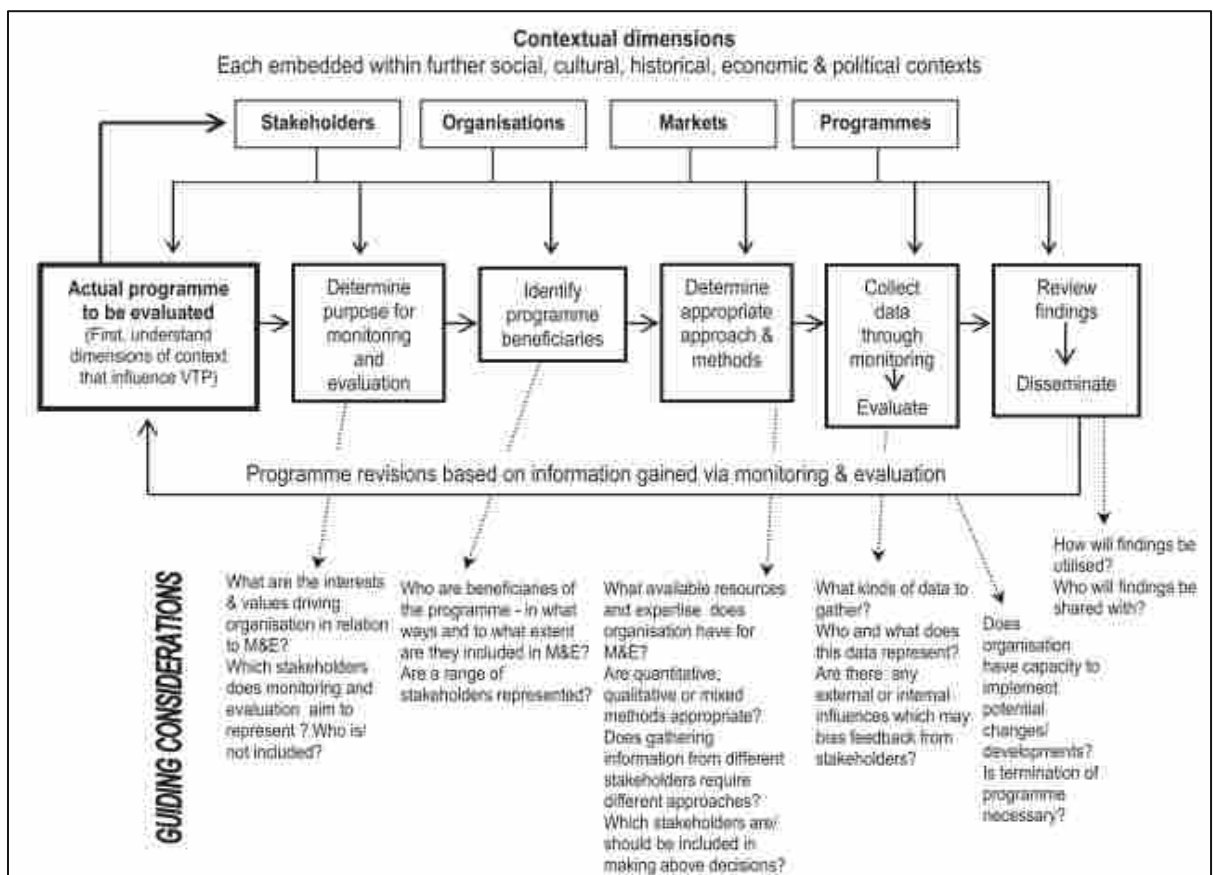 Contextual dimensions
Each embedded within further social, cultural, historical, economic & political contexts
Stakeholders
Organisations
Markets
Programmes
Actual programme
to be evaluated
(First, understand
dimensions of context
that influence VTP)
Determine
purpose for
monitoring
and
evaluation
Identify
programme
beneficiaries
Determine
appropriate
approach &
methods
Collect
data
through
monitoring
Evaluate
Review
findings
Disseminate
Programme revisions based on information gained via monitoring & evaluation
GUIDING CONSIDERATIONS
What are the interests
& values driving
organisation in relation
to M&E?
Which stakeholders
does monitoring and
evaluation aim to
represent ? Who is/
not included?
Who are beneficiaries of
the programme - in what
ways and to what extent
are they included in M&E?
Are a range of
stakeholders represented?
What available resources
and expertise does
organisation have for
M&E?
Are quantitative,
qualitative or mixed
methods appropriate?
Does gathering
information from different
stakeholders require
different approaches?
Which stakeholders are/
should be included in
making above decisions?
What kinds of data to
gather?
Who and what does
this data represent?
Are there any
external or internal
influences which may
bias feedback from
stakeholders?
Does
organisation
have capacity to
implement
potential
changes/
developments?
Is termination of
programme
necessary?
How will findings be
utilised?
Who will findings be
shared with?